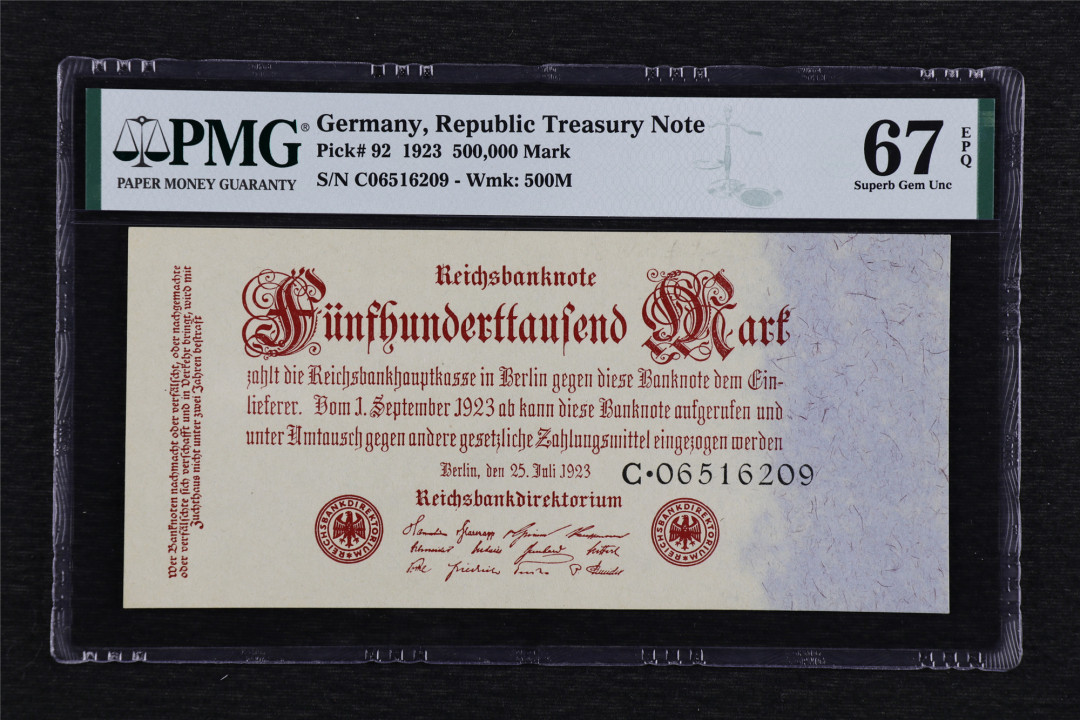 PMG®
PAPER MONEY GUARANTY
Germany, Republic Treasury Note
Pick# 92 1923 500,000 Mark
S/N C06516209 - Wmk: 500M
67
EPQ
Superb Gem Unc
Wer Banknoten nachmacht oder verfälscht, oder nachgemachte
oder verfälschte sich verschafft und in Verkehr bringt, wird mit
Zuchthaus nicht unter zwei Jahren bestraft
Reichsbanknote
Fünfhunderttausend Mark
zahlt die Reichsbankhauptkasse in Berlin gegen diese Banknote dem Ein-
lieferer. Vom 1. September 1923 ab kann diese Banknote aufgerufen und
unter Umtausch gegen andere gesetzliche Zahlungsmittel eingezogen werden
Berlin, den 25. Juli 1923
C·06516209
Reichsbankdirektorium
REICHSBANKDIREKTORIUM
REICHSBANKDIREKTORIUM